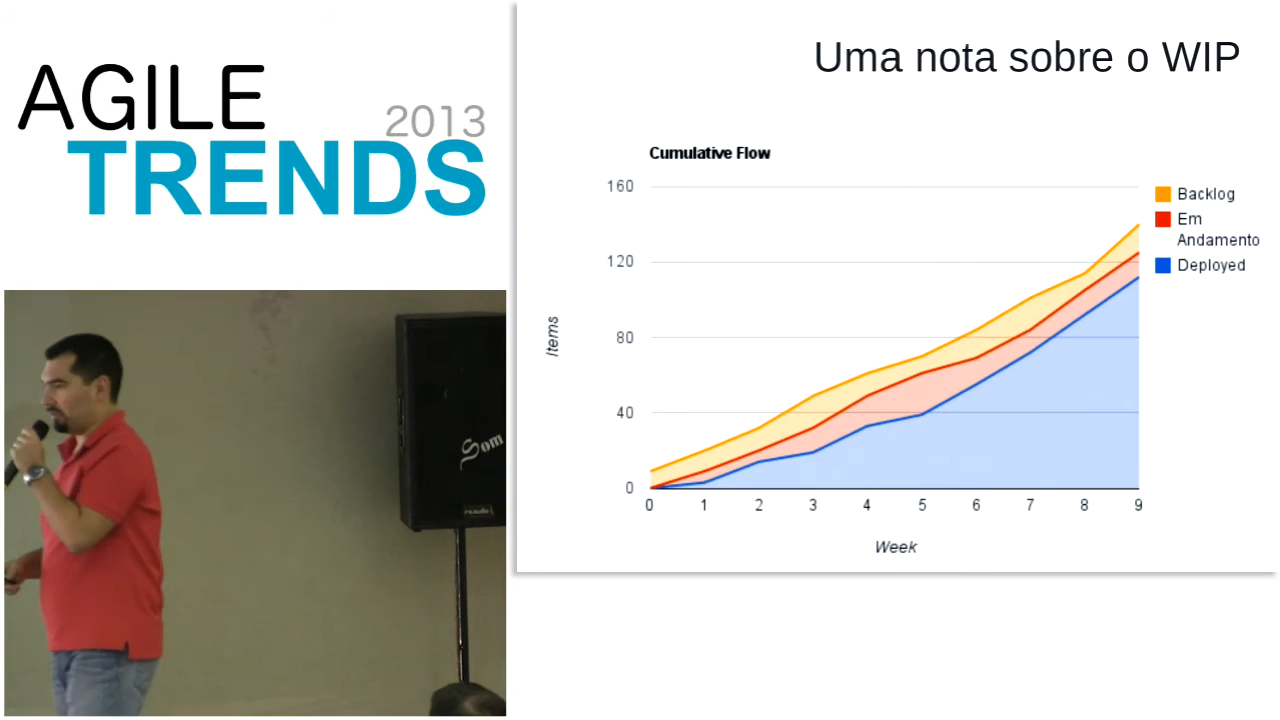 AGILE
2013
TRENDS
Uma nota sobre o WIP
Cumulative Flow
160
120
80
40
0
Items
0 1 2 3 4 5 6 7 8 9
Week
Backlog
Em
Andamento
Deployed
Som